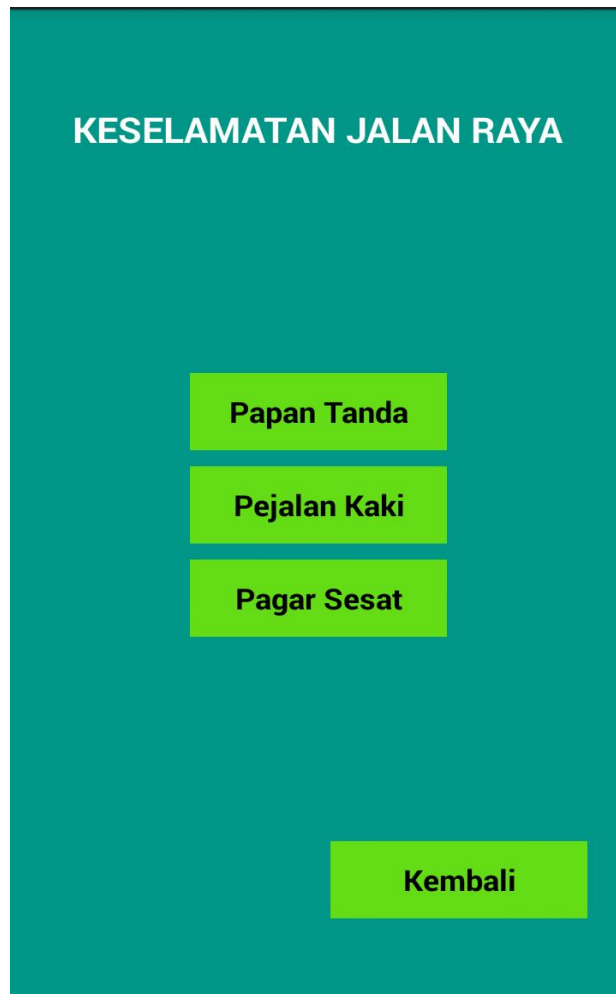 KESELAMATAN JALAN RAYA
Papan Tanda
Pejalan Kaki
Pagar Sesat
Kembali